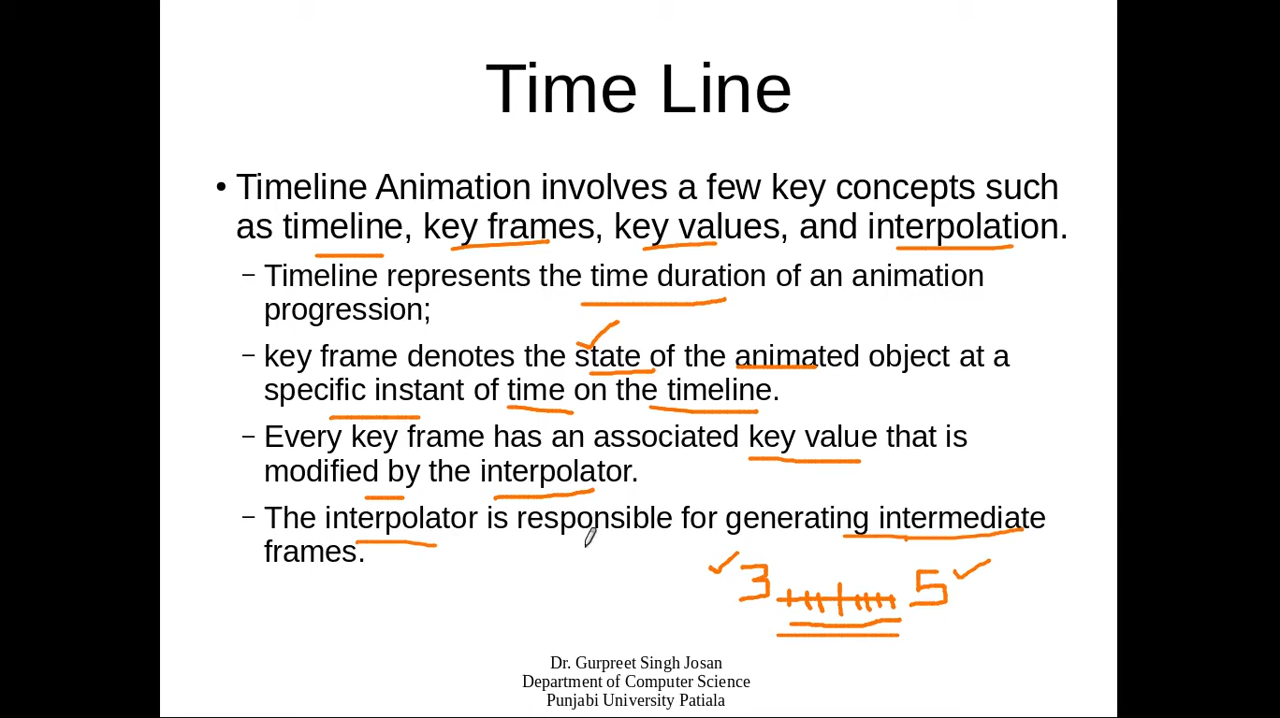 Time Line
• Timeline Animation involves a few key concepts such
as timeline, key frames, key values, and interpolation.
– Timeline represents the time duration of an animation
progression;
– key frame denotes the state of the animated object at a
specific instant of time on the timeline.
– Every key frame has an associated key value that is
modified by the interpolator.
– The interpolator is responsible for generating intermediate
frames.
3 5
Dr. Gurpreet Singh Josan
Department of Computer Science
Punjabi University Patiala